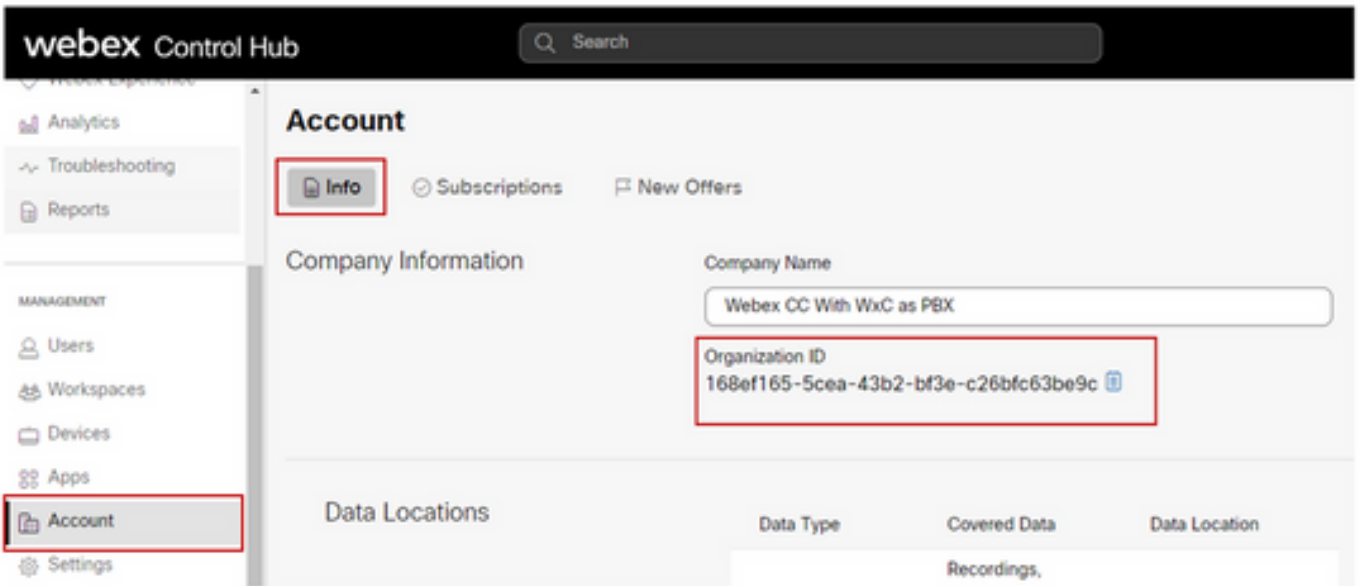 webex Control Hub
Search
Webex Experience
Analytics
Troubleshooting
Reports
MANAGEMENT
Users
Workspaces
Devices
Apps
Account
Settings
Account
Info
Subscriptions
New Offers
Company Information
Company Name
Webex CC With WxC as PBX
Organization ID
168ef165-5cea-43b2-bf3e-c26bfc63be9c
Data Locations
Data Type Covered Data Data Location
Recordings,